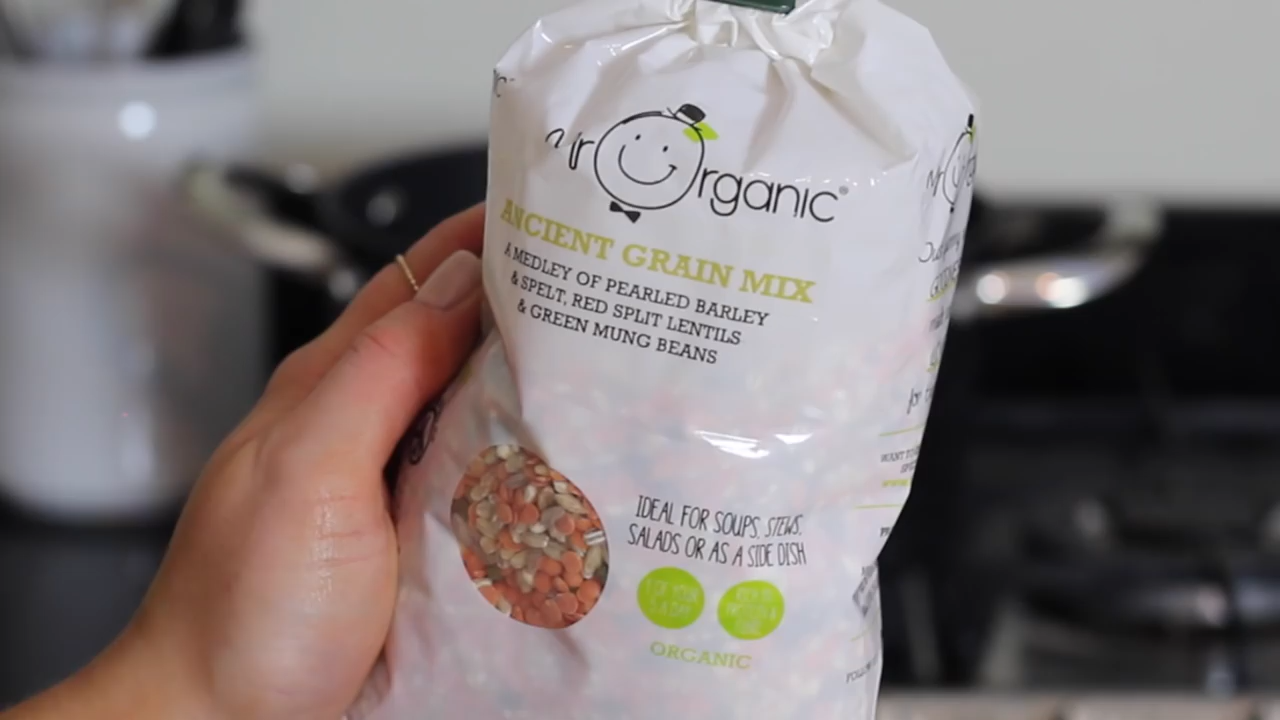 mr Organic®
ANCIENT GRAIN MIX
A MEDLEY OF PEARLED BARLEY
& SPELT, RED SPLIT LENTILS
& GREEN MUNG BEANS
IDEAL FOR SOUPS, STEWS,
SALADS OR AS A SIDE DISH
ORGANIC